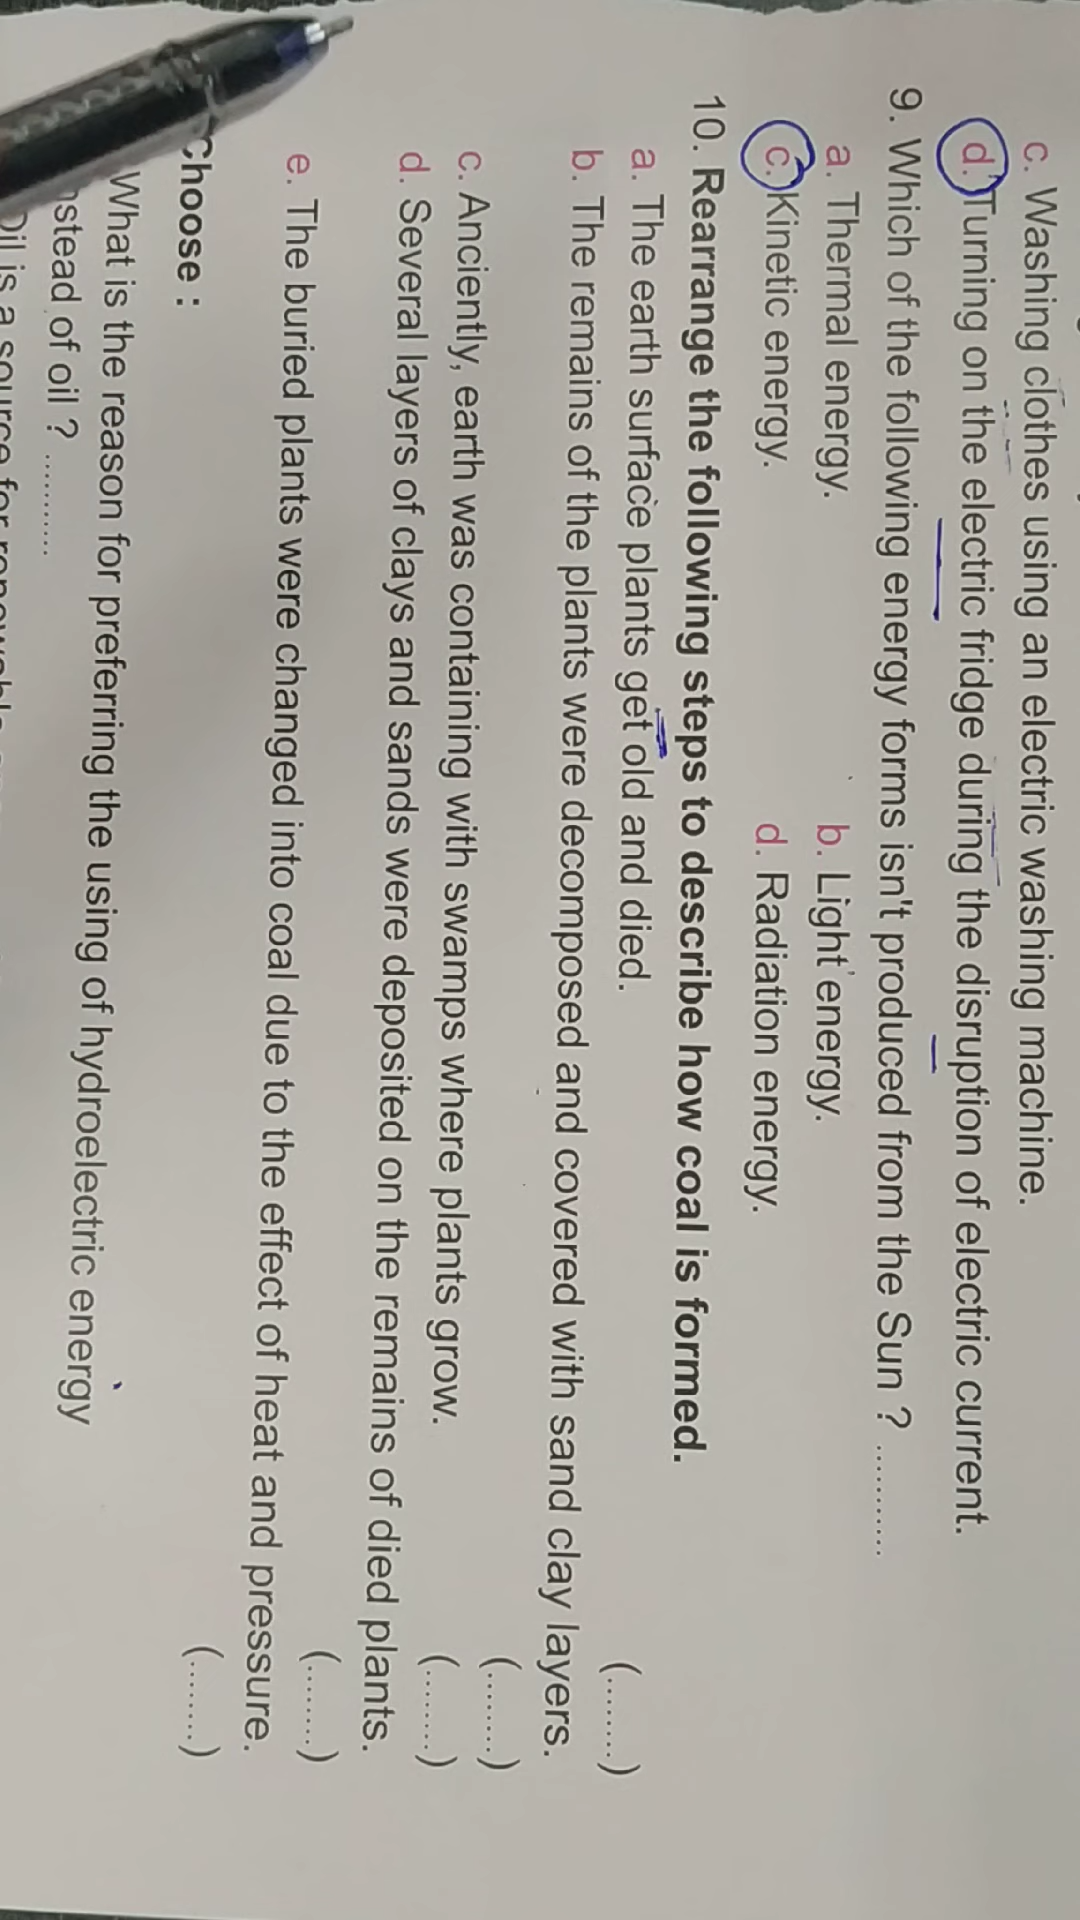 c. Washing clothes using an electric washing machine.
d. Turning on the electric fridge during the disruption of electric current.
9. Which of the following energy forms isn't produced from the Sun ? ...........
a. Thermal energy. b. Light energy.
c. Kinetic energy. d. Radiation energy.
10. Rearrange the following steps to describe how coal is formed.
a. The earth surface plants get old and died. (........)
b. The remains of the plants were decomposed and covered with sand clay layers.
(........)
c. Anciently, earth was containing with swamps where plants grow. (........)
d. Several layers of clays and sands were deposited on the remains of died plants.
(........)
e. The buried plants were changed into coal due to the effect of heat and pressure.
(........)
Choose :
What is the reason for preferring the using of hydroelectric energy
instead of oil ? ..........
Oil is a source for